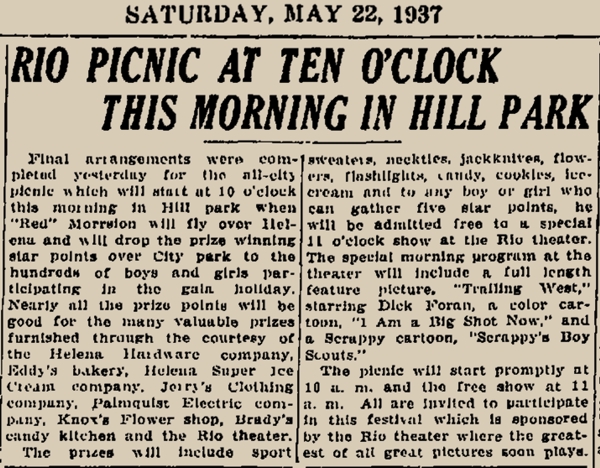 SATURDAY, MAY 22, 1937
RIO PICNIC AT TEN O'CLOCK
THIS MORNING IN HILL PARK
Final arrangements were com-
pleted yesterday for the all-city
picnic which will start at 10 o'clock
this morning in Hill park when
"Red" Morrsion will fly over Hel-
ena and will drop the prize winning
star points over City park to the
hundreds of boys and girls par-
ticipating in the gala holiday.
Nearly all the prize points will be
good for the many valuable prizes
furnished through the courtesy of
the Helena Hardware company,
Eddy's bakery, Helena Super Ice
Cream company, Jerry's Clothing
company, Palmquist Electric com-
pany, Knox's Flower shop, Brady's
candy kitchen and the Rio theater.
The prizes will include sport
sweaters, neckties, jackknives, flow-
ers, flashlights, candy, cookies, ice-
cream and to any boy or girl who
can gather five star points, he
will be admitted free to a special
11 o'clock show at the Rio theater.
The special morning program at the
theater will include a full length
feature picture, "Trailing West,"
starring Dick Foran, a color car-
toon, "I Am a Big Shot Now," and
a Scrappy cartoon, "Scrappy's Boy
Scouts."
The picnic will start promptly at
10 a. m. and the free show at 11
a. m. All are invited to participate
in this festival which is sponsored
by the Rio theater where the great-
est of all great pictures soon plays.